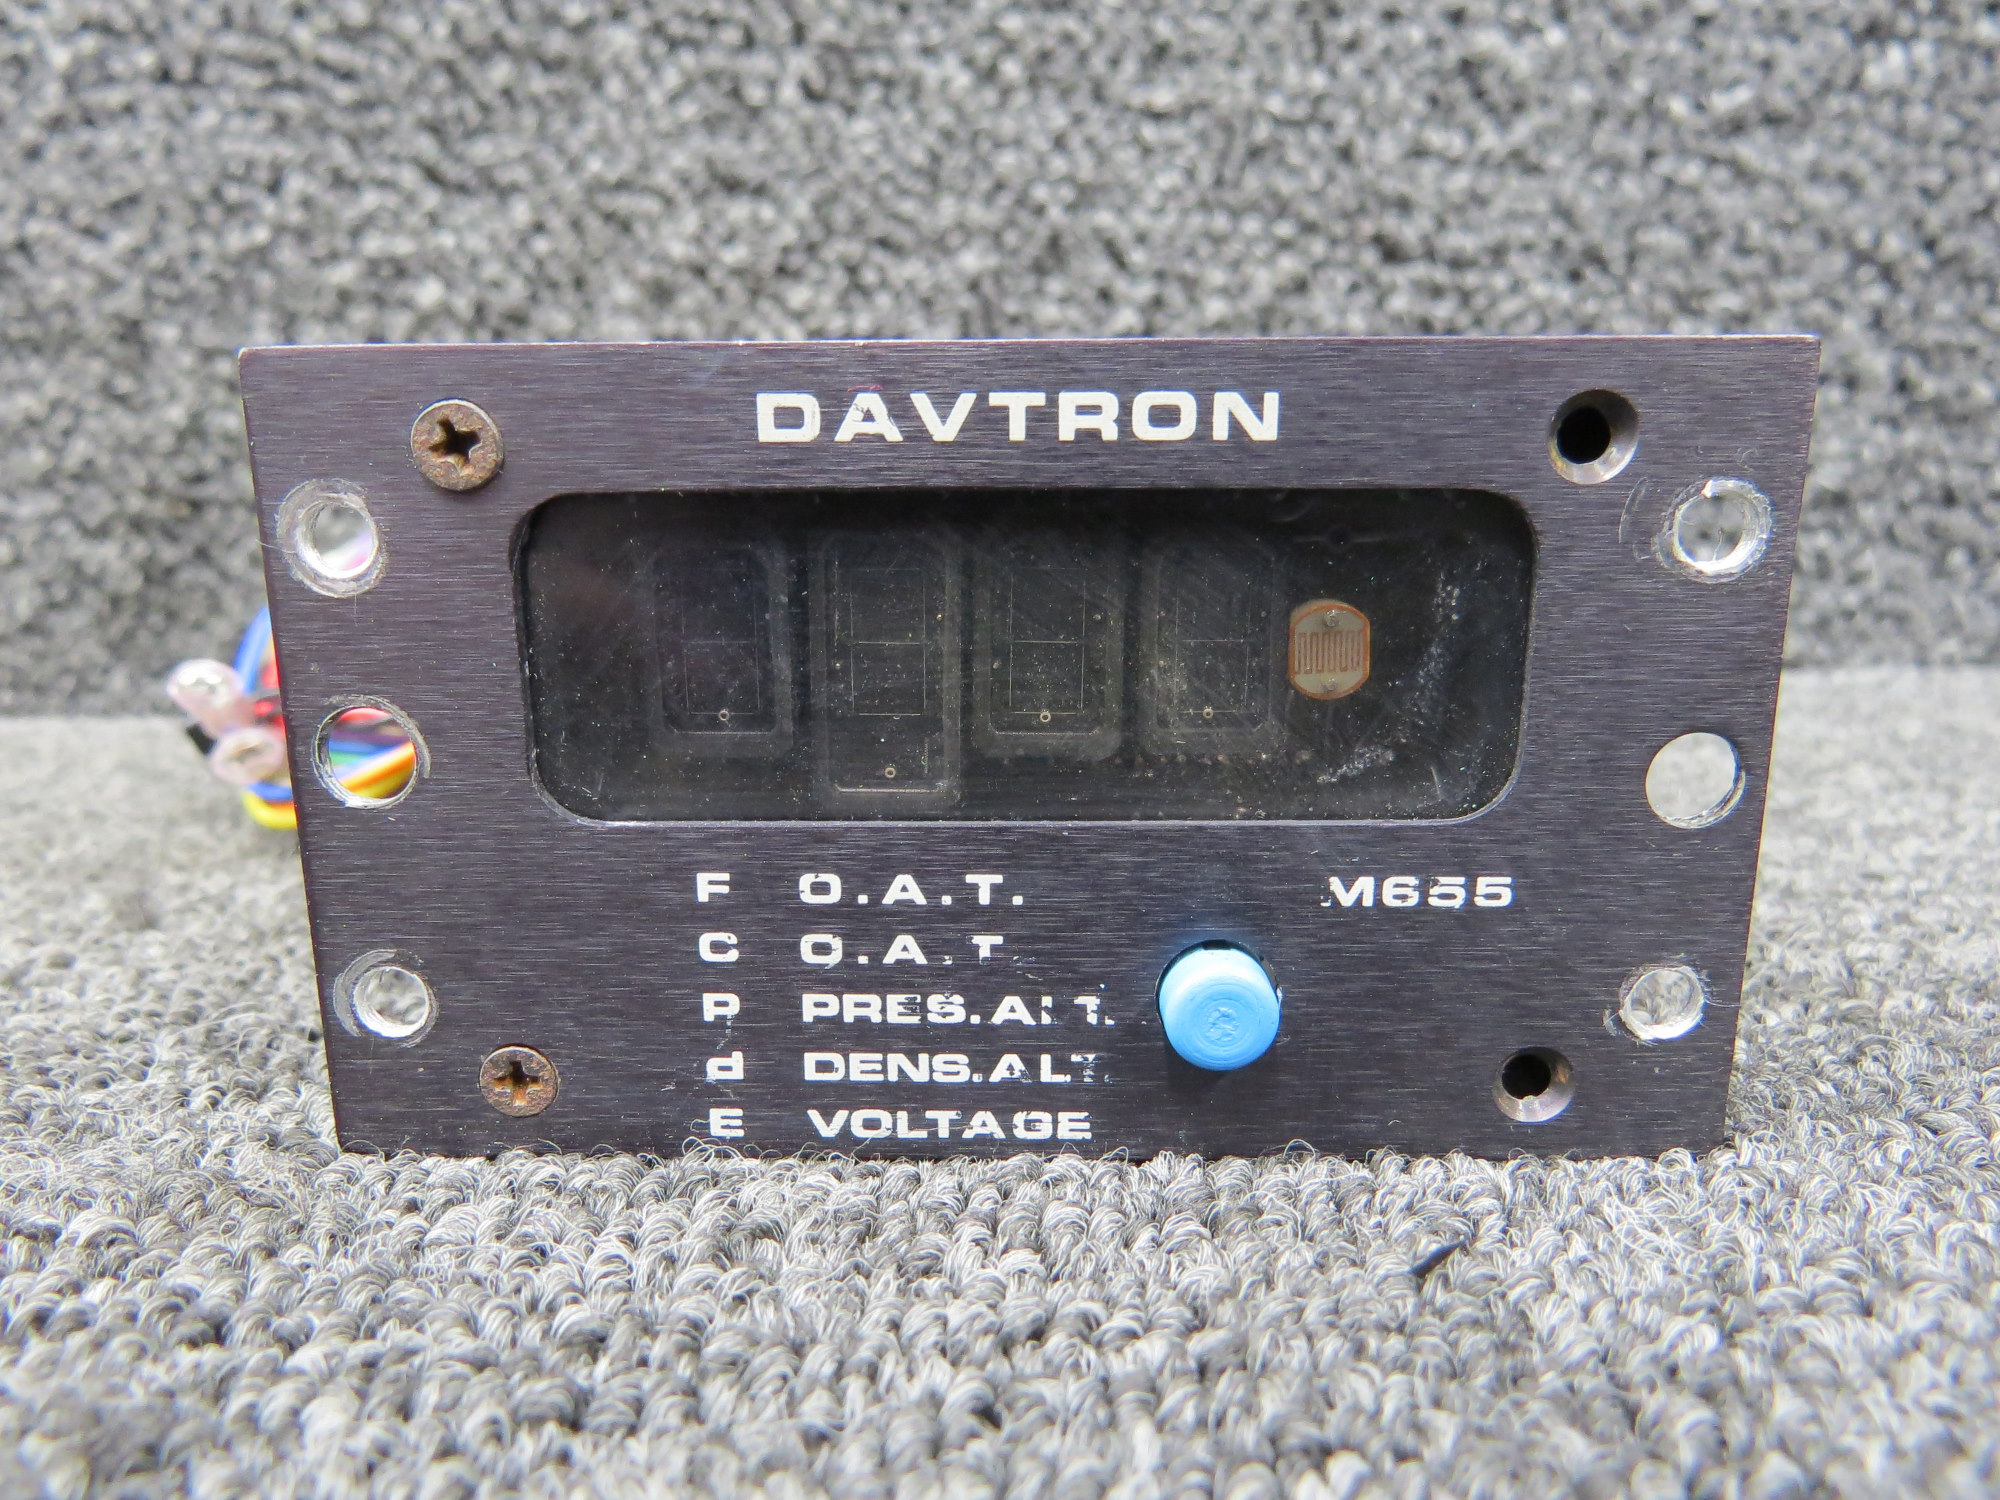 DAVTRON
F O.A.T. M655
C O.A.T.
P PRES.ALT.
d DENS.ALT.
E VOLTAGE